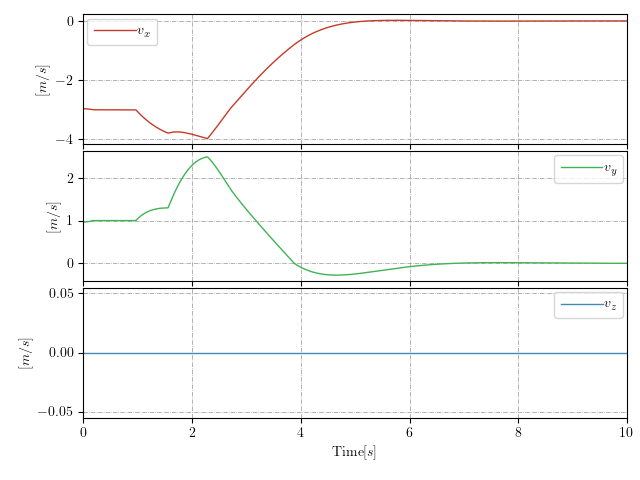 0
v_x
−2
[m/s]
−4
v_y
2
1
[m/s]
0
0.05
v_z
0.00
[m/s]
−0.05
0 2 4 6 8 10
Time[s]